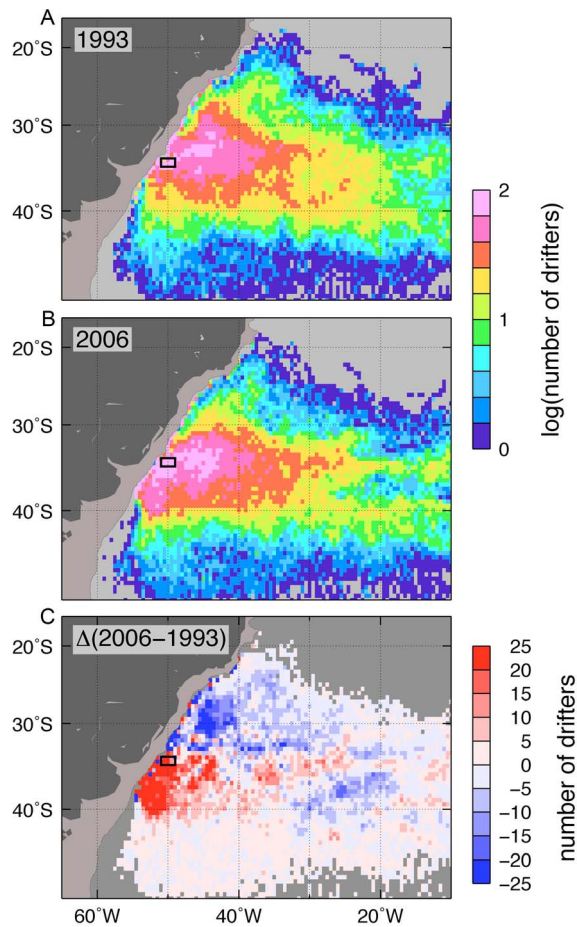 A
1993
20°S
30°S
40°S
B
2006
20°S
30°S
40°S
2
1
0
log(number of drifters)
C
Δ(2006−1993)
20°S
30°S
40°S
60°W
40°W
20°W
25
20
15
10
5
0
−5
−10
−15
−20
−25
number of drifters